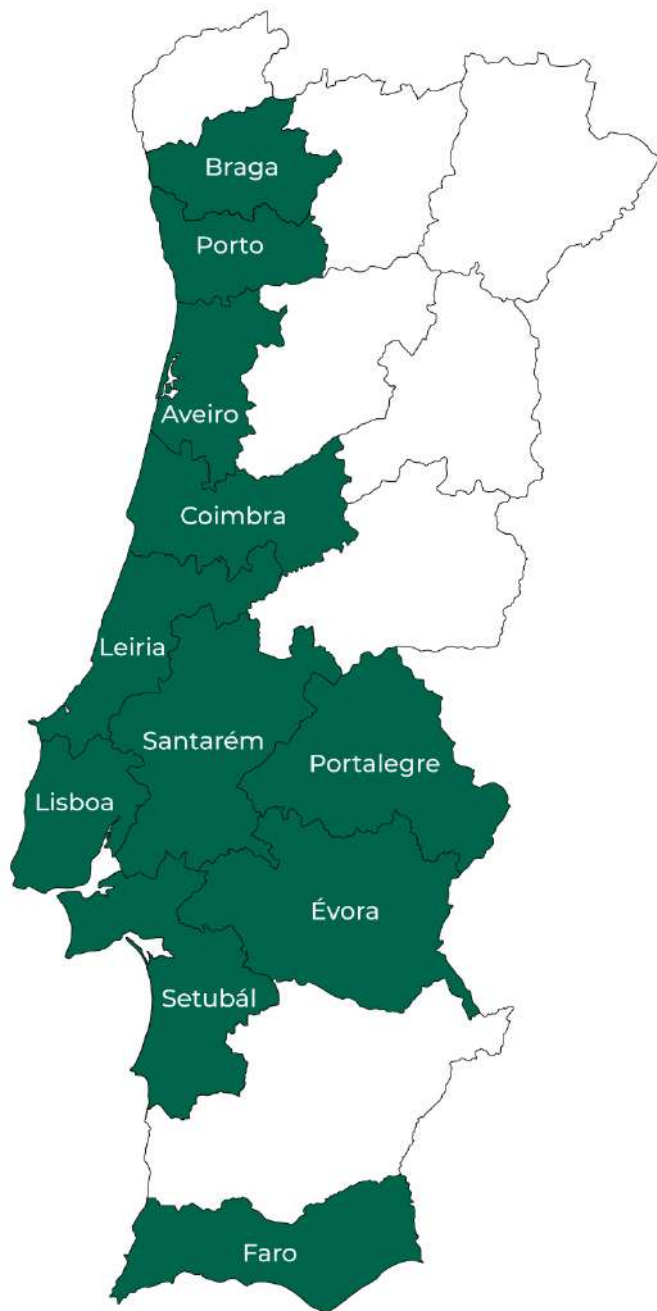 Braga
Porto
Aveiro
Coimbra
Leiria
Santarém
Portalegre
Lisboa
Évora
Setubál
Faro